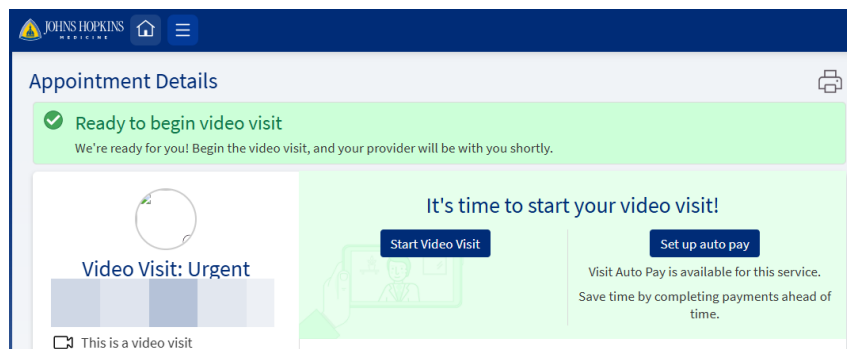 JOHNS HOPKINS
MEDICINE
Appointment Details
Ready to begin video visit
We're ready for you! Begin the video visit, and your provider will be with you shortly.
Video Visit: Urgent
This is a video visit
It's time to start your video visit!
Start Video Visit
Set up auto pay
Visit Auto Pay is available for this service.
Save time by completing payments ahead of
time.